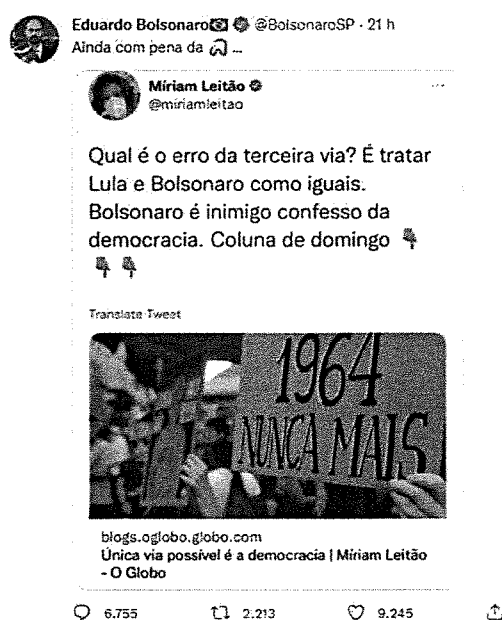 Eduardo Bolsonaro @BolsonaroSP · 21 h
Ainda com pena da 🐍 ...
Míriam Leitão
@miriamleitao
Qual é o erro da terceira via? É tratar
Lula e Bolsonaro como iguais.
Bolsonaro é inimigo confesso da
democracia. Coluna de domingo 👇
👇👇
Translate Tweet
1964
NUNCA MAIS
blogs.oglobo.globo.com
Única via possível é a democracia | Míriam Leitão
- O Globo
6.755 2.213 9.245